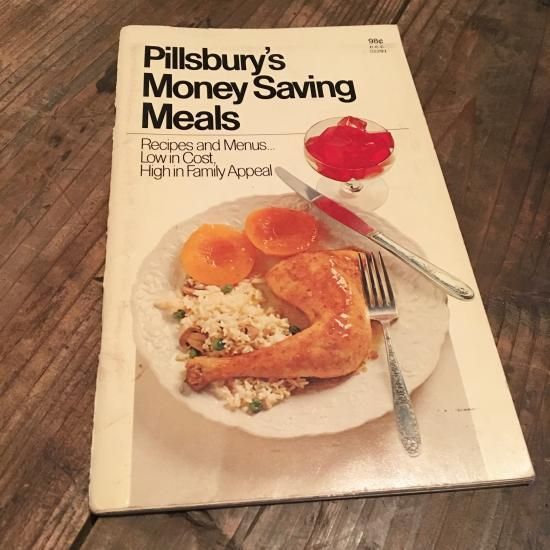 98¢
Pillsbury's
Money Saving
Meals
Recipes and Menus...
Low in Cost,
High in Family Appeal